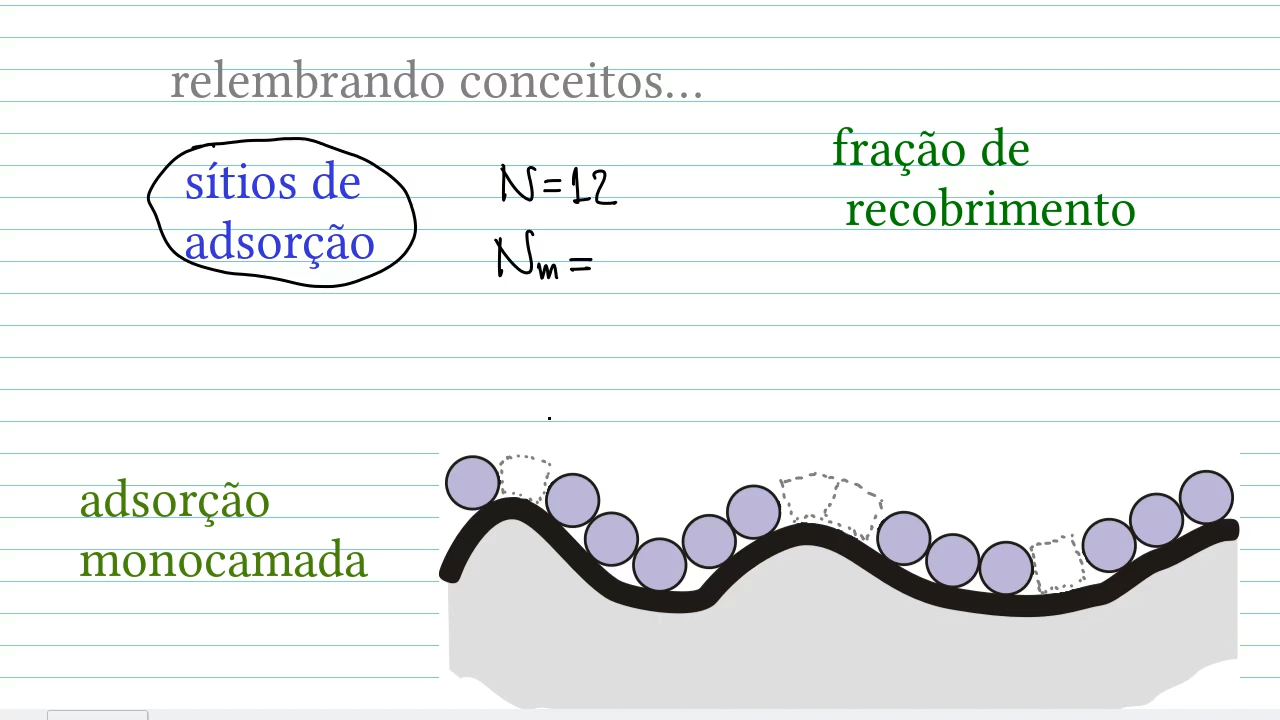 relembrando conceitos...
sítios de
adsorção
N=12
Nm=
fração de
recobrimento
adsorção
monocamada